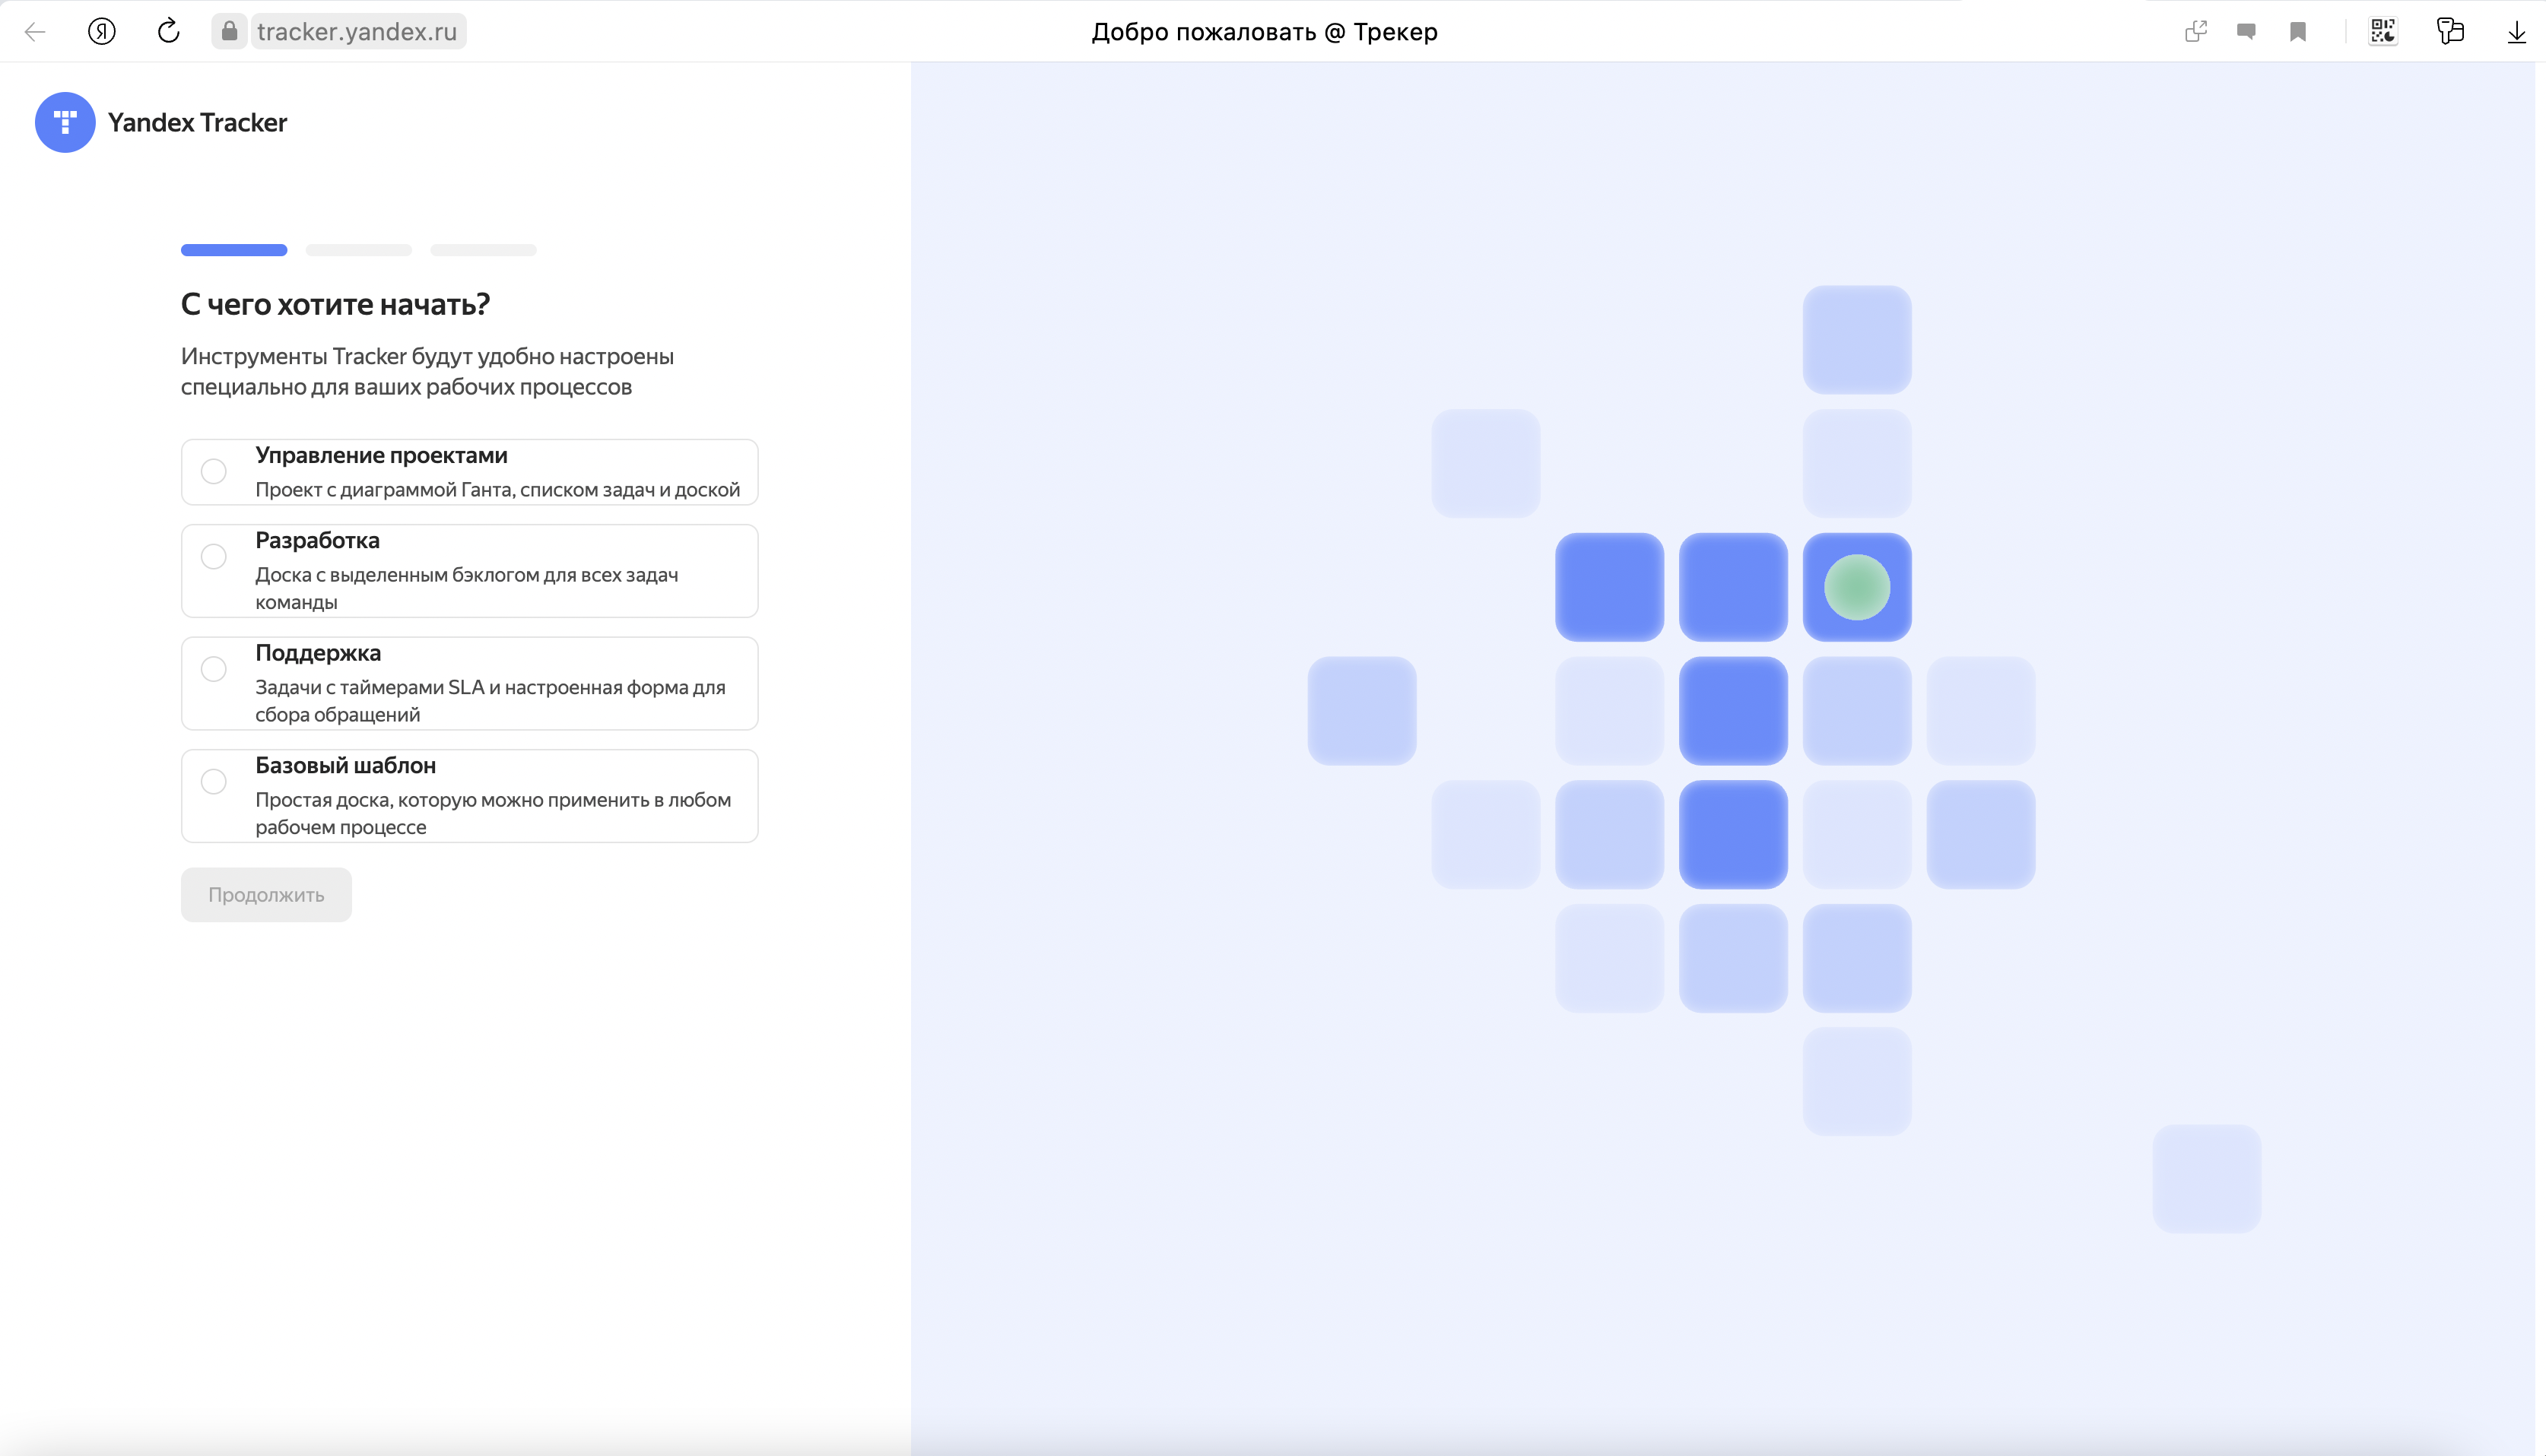 tracker.yandex.ru
Добро пожаловать @ Трекер
Yandex Tracker
С чего хотите начать?
Инструменты Tracker будут удобно настроены
специально для ваших рабочих процессов
Управление проектами
Проект с диаграммой Ганта, списком задач и доской
Разработка
Доска с выделенным бэклогом для всех задач
команды
Поддержка
Задачи с таймерами SLA и настроенная форма для
сбора обращений
Базовый шаблон
Простая доска, которую можно применить в любом
рабочем процессе
Продолжить